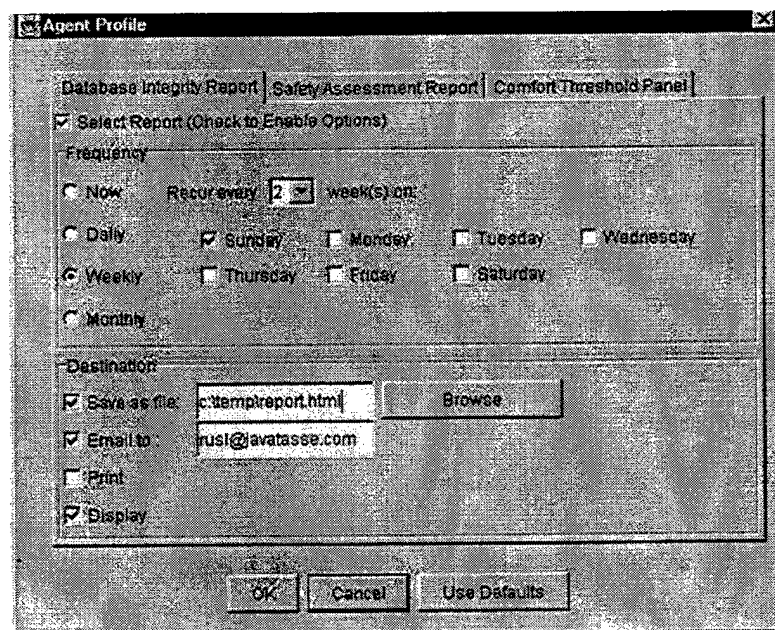 Agent Profile
Database Integrity Report Safety Assessment Report Comfort Threshold Panel
Select Report (Check to Enable Options)
Frequency
Now Recur every 2 week(s) on:
Daily Sunday Monday Tuesday Wednesday
Weekly Thursday Friday Saturday
Monthly
Destination
Save as file: c:\temp\report.html Browse
Email to : rusl@javatasse.com
Print
Display
OK Cancel Use Defaults